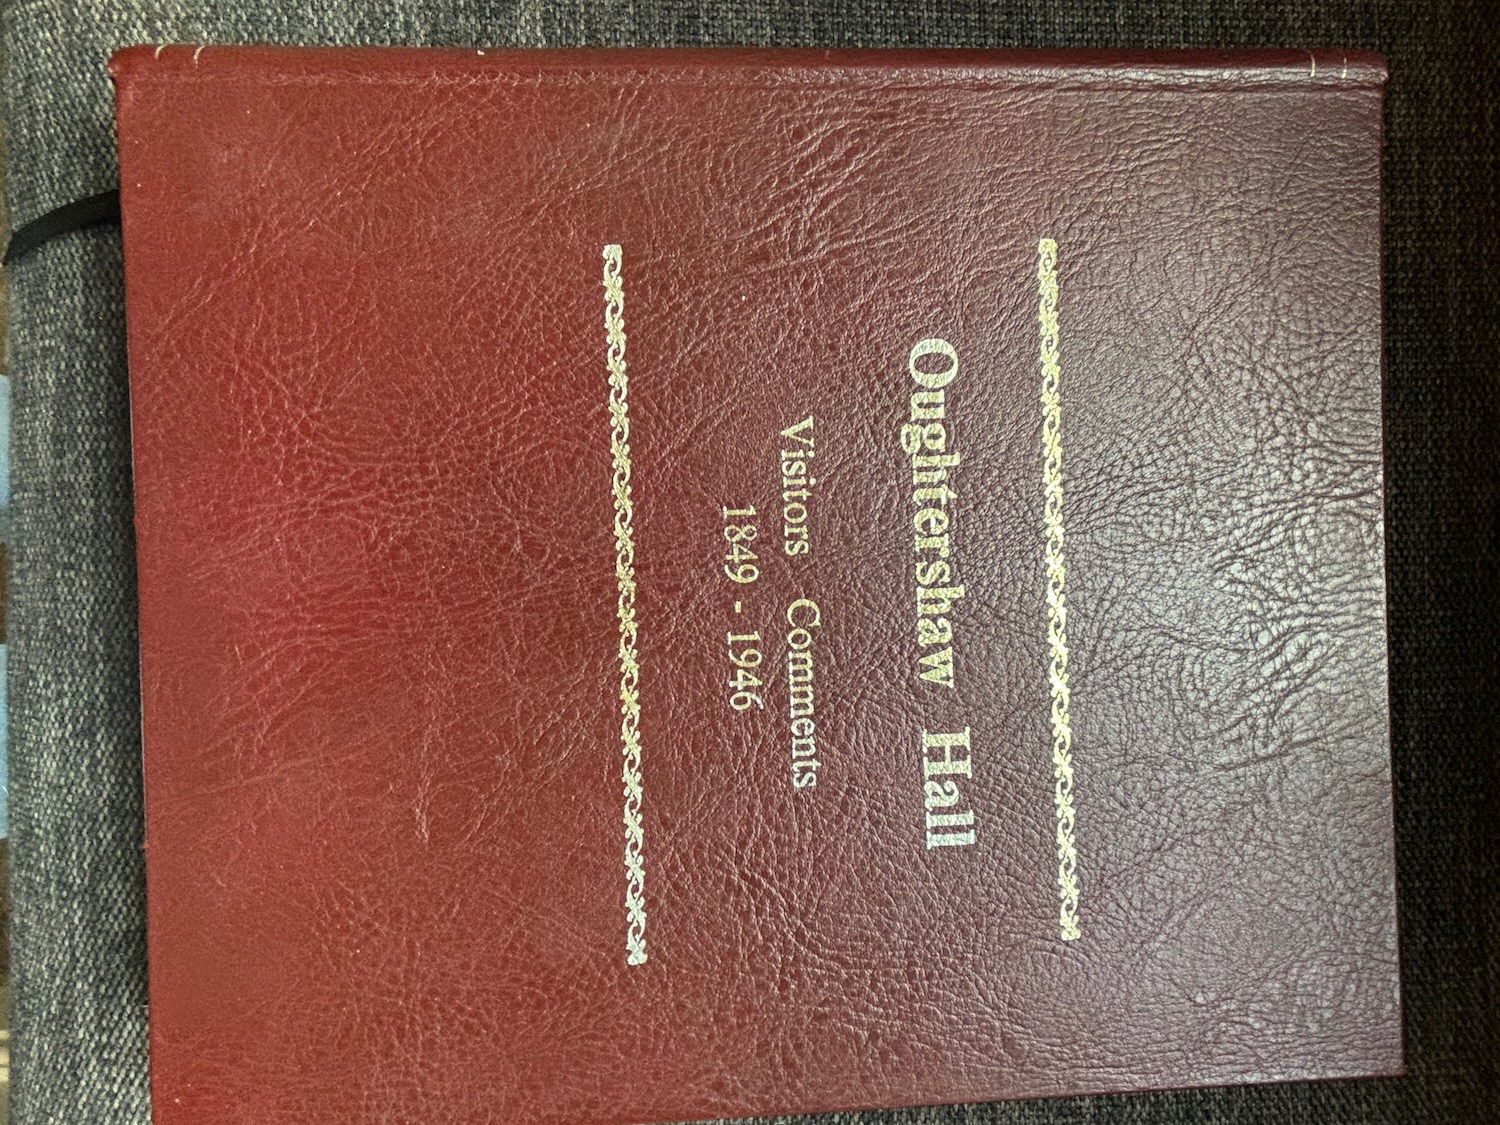 Oughtershaw Hall
Visitors Comments
1849 - 1946